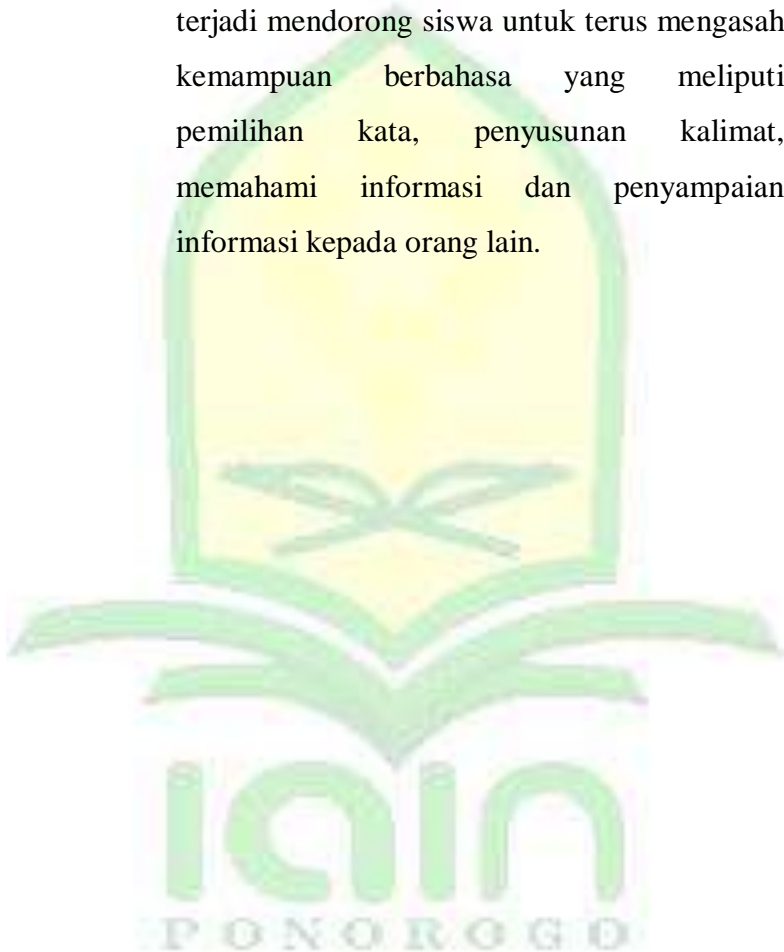 terjadi mendorong siswa untuk terus mengasah
kemampuan berbahasa yang meliputi
pemilihan kata, penyusunan kalimat,
memahami informasi dan penyampaian
informasi kepada orang lain.
iain
PONOROGO